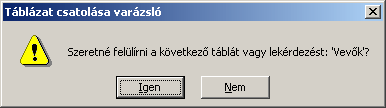 Táblázat csatolása varázsló
Szeretné felülírni a következő táblát vagy lekérdezést: 'Vevők'?
Igen
Nem